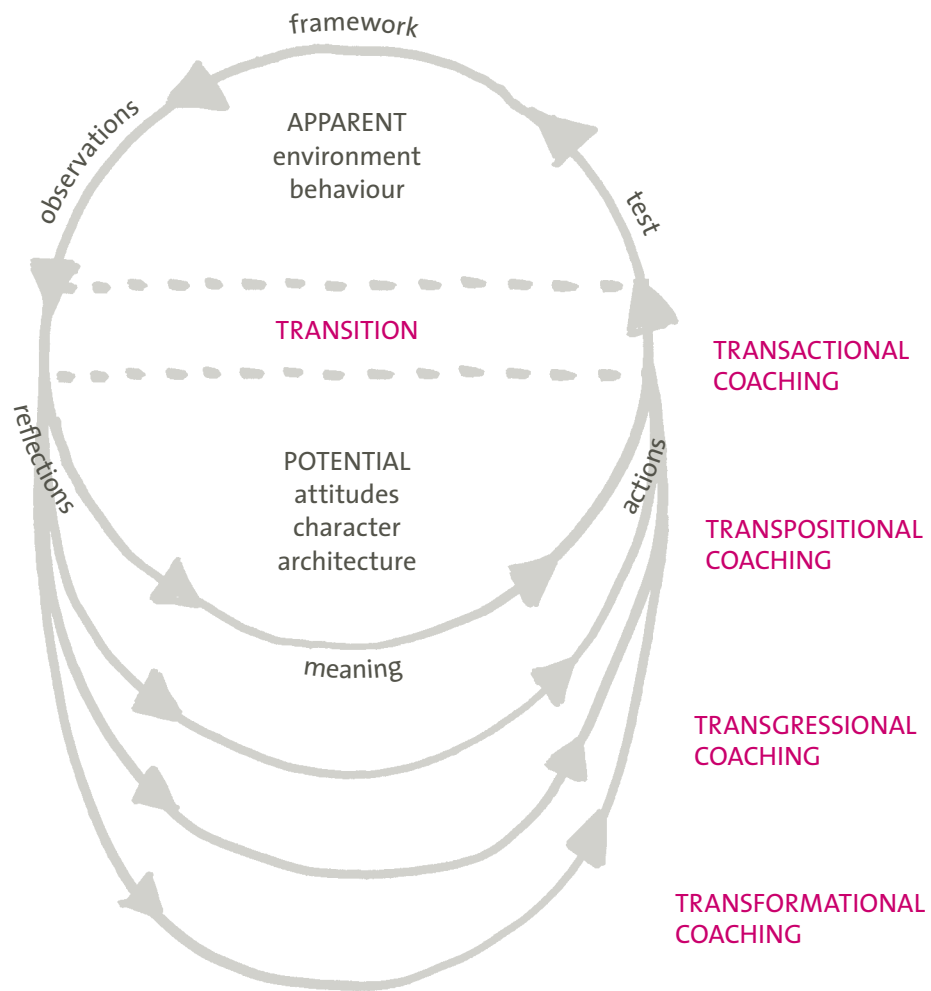 framework
observations
APPARENT
environment
behaviour
test
TRANSITION
TRANSACTIONAL
COACHING
reflections
POTENTIAL
attitudes
character
architecture
actions
TRANSPOSITIONAL
COACHING
meaning
TRANSGRESSIONAL
COACHING
TRANSFORMATIONAL
COACHING